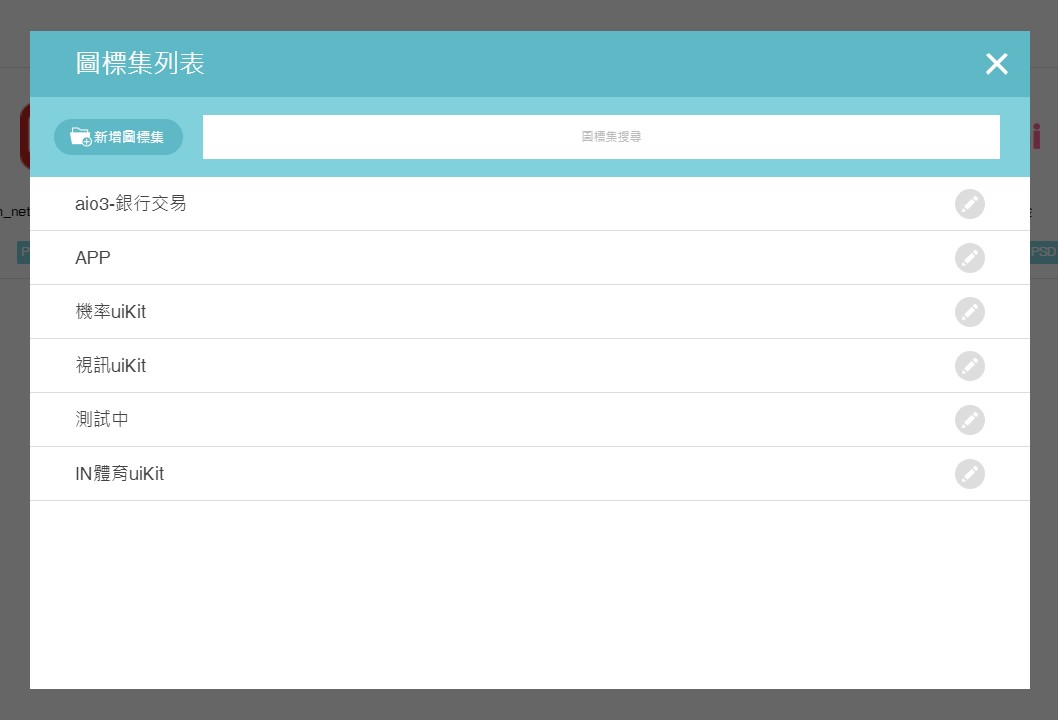 圖標集列表
新增圖標集
圖標集搜尋
aio3-銀行交易
APP
機率uiKit
視訊uiKit
測試中
IN體育uiKit
n_net
PSD